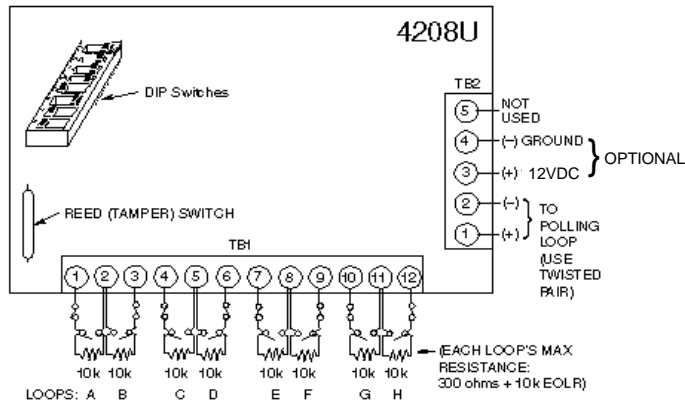 4208U
DIP Switches
REED (TAMPER) SWITCH
TB2
5 NOT USED
4 (–) GROUND
3 (+) 12VDC
} OPTIONAL
2 (–)
1 (+)
TO
POLLING
LOOP
(USE
TWISTED
PAIR)
TB1
1 2 3 4 5 6 7 8 9 10 11 12
10k 10k 10k 10k 10k 10k 10k 10k
(EACH LOOP'S MAX
RESISTANCE:
300 ohms + 10k EOLR)
LOOPS: A B C D E F G H